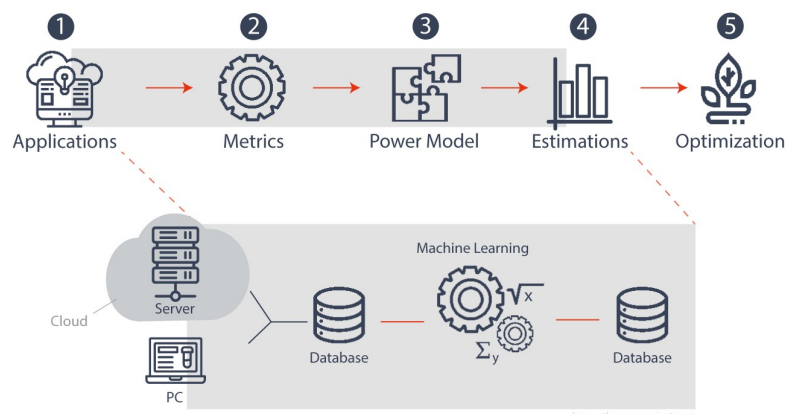 1 2 3 4 5
Applications Metrics Power Model Estimations Optimization
Machine Learning
√x
Server
Cloud
Σy
Database Database
PC